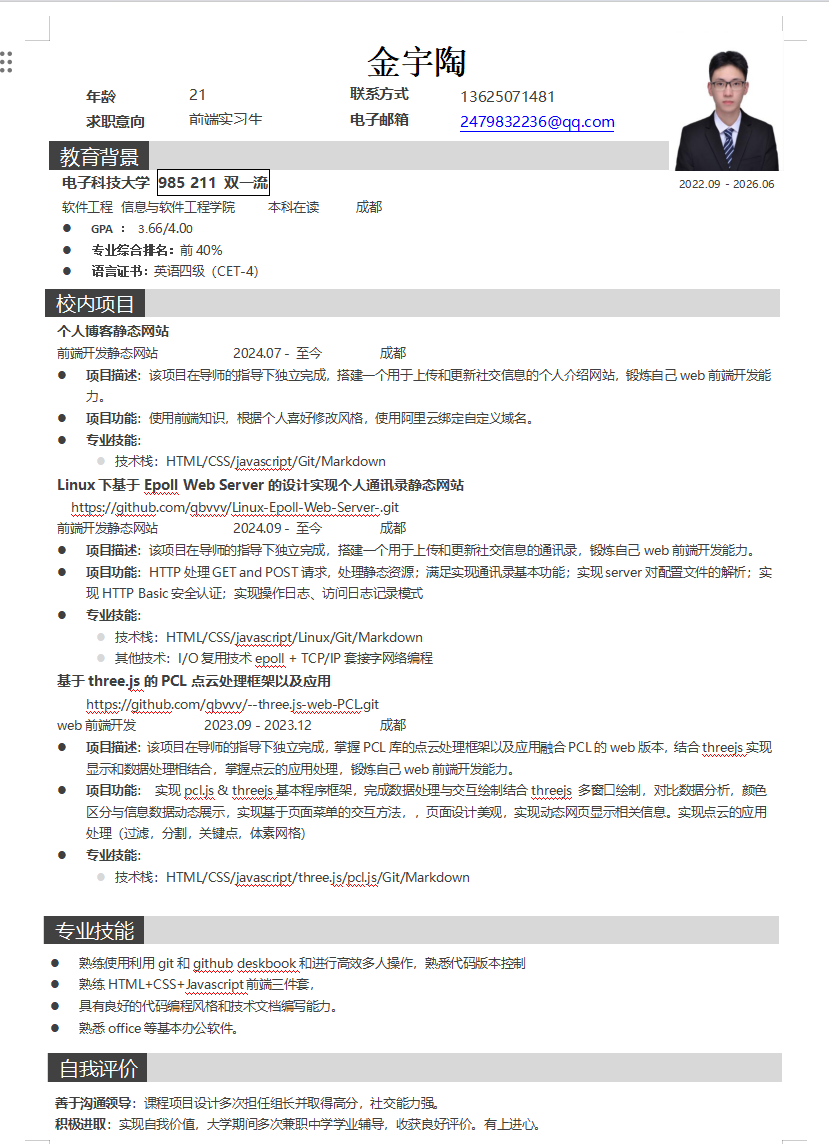 金宇陶
年龄 21 联系方式 13625071481
求职意向 前端实习生 电子邮箱 2479832236@qq.com
教育背景
电子科技大学 985 211 双一流 2022.09 - 2026.06
软件工程 信息与软件工程学院 本科在读 成都
● GPA : 3.66/4.00
● 专业综合排名：前 40%
● 语言证书：英语四级（CET-4）
校内项目
个人博客静态网站
前端开发静态网站 2024.07 - 至今 成都
● 项目描述：该项目在导师的指导下独立完成，搭建一个用于上传和更新社交信息的个人介绍网站，锻炼自己 web 前端开发能
力。
● 项目功能：使用前端知识，根据个人喜好修改风格，使用阿里云绑定自定义域名。
● 专业技能:
● 技术栈：HTML/CSS/javascript/Git/Markdown
Linux 下基于 Epoll Web Server 的设计实现个人通讯录静态网站
https://github.com/qbvvv/Linux-Epoll-Web-Server-.git
前端开发静态网站 2024.09 - 至今 成都
● 项目描述：该项目在导师的指导下独立完成，搭建一个用于上传和更新社交信息的通讯录，锻炼自己 web 前端开发能力。
● 项目功能：HTTP 处理 GET and POST 请求，处理静态资源；满足实现通讯录基本功能；实现 server 对配置文件的解析；实
现 HTTP Basic 安全认证；实现操作日志、访问日志记录模式
● 专业技能:
● 技术栈：HTML/CSS/javascript/Linux/Git/Markdown
● 其他技术：I/O 复用技术 epoll + TCP/IP 套接字网络编程
基于 three.js 的 PCL 点云处理框架以及应用
https://github.com/qbvvv/--three.js-web-PCL.git
web 前端开发 2023.09 - 2023.12 成都
● 项目描述：该项目在导师的指导下独立完成，掌握 PCL 库的点云处理框架以及应用融合 PCL 的 web 版本，结合 threejs 实现
显示和数据处理相结合，掌握点云的应用处理，锻炼自己 web 前端开发能力。
● 项目功能： 实现 pcl.js & threejs 基本程序框架，完成数据处理与交互绘制结合 threejs 多窗口绘制，对比数据分析，颜色
区分与信息数据动态展示，实现基于页面菜单的交互方法，，页面设计美观，实现动态网页显示相关信息。实现点云的应用
处理（过滤，分割，关键点，体素网格）
● 专业技能:
● 技术栈：HTML/CSS/javascript/three.js/pcl.js/Git/Markdown
专业技能
● 熟练使用利用 git 和 github deskbook 和进行高效多人操作，熟悉代码版本控制
● 熟练 HTML+CSS+Javascript 前端三件套，
● 具有良好的代码编程风格和技术文档编写能力。
● 熟悉 office 等基本办公软件。
自我评价
善于沟通领导：课程项目设计多次担任组长并取得高分，社交能力强。
积极进取：实现自我价值，大学期间多次兼职中学学业辅导，收获良好评价。有上进心。